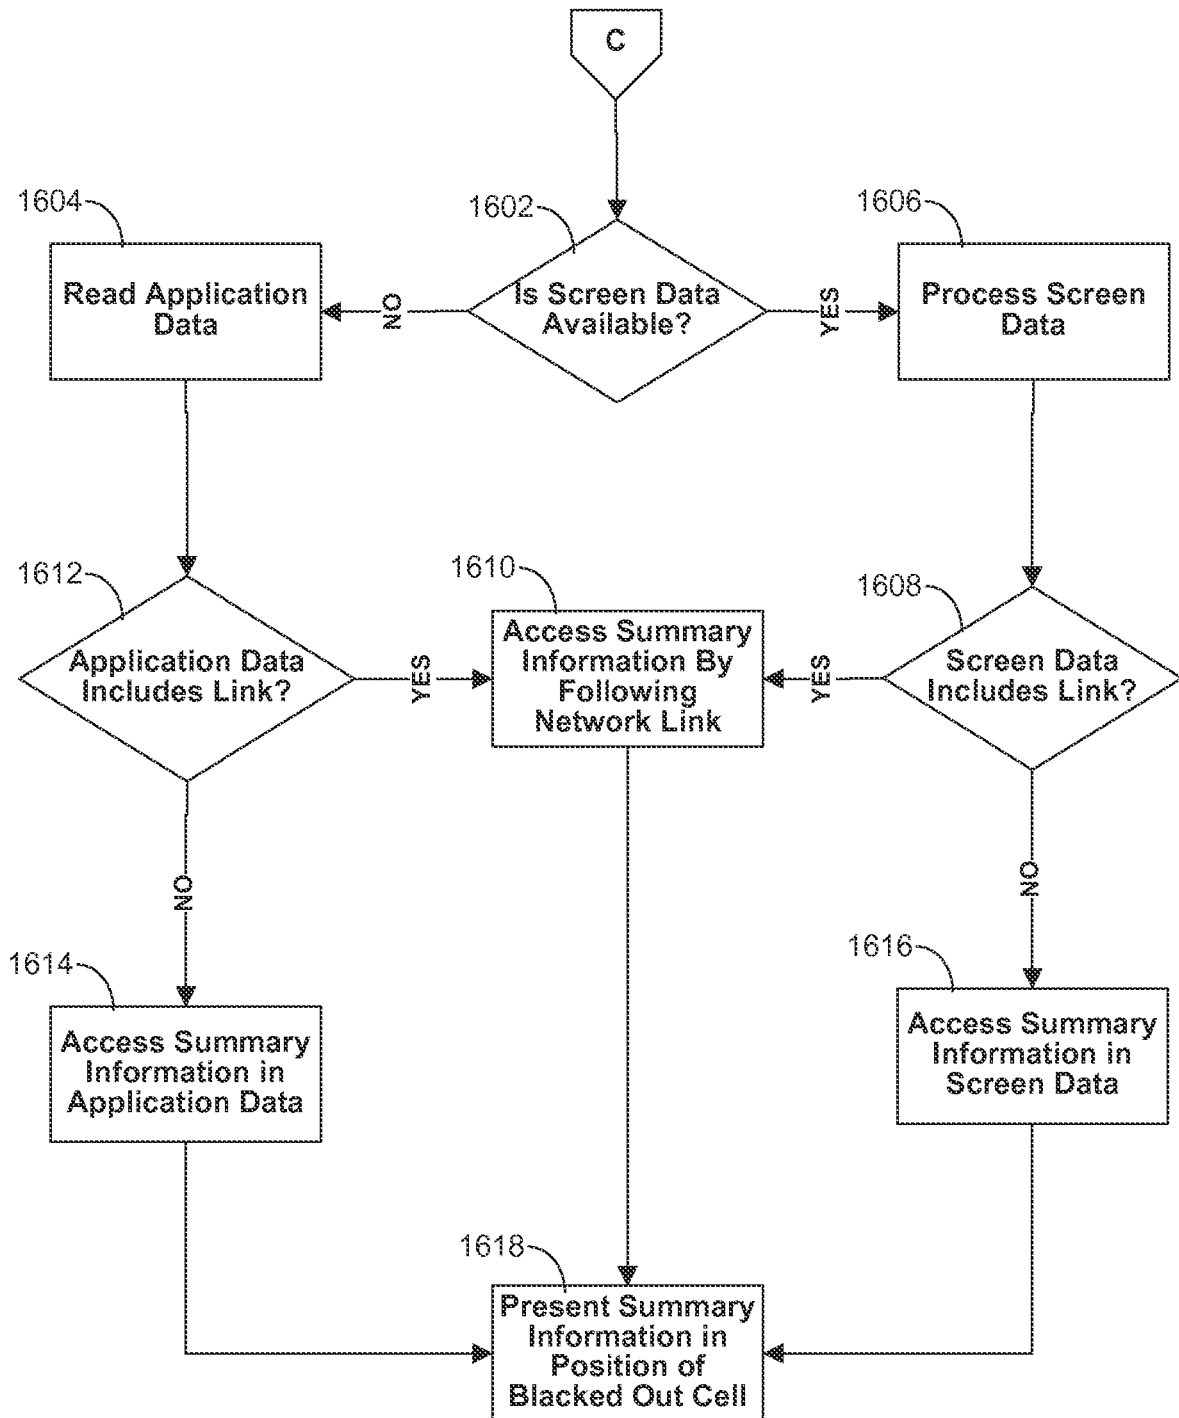 C
1604
1602
1606
Read Application
Data
NO
Is Screen Data
Available?
YES
Process Screen
Data
1612
1610
1608
Application Data
Includes Link?
YES
Access Summary
Information By
Following
Network Link
YES
Screen Data
Includes Link?
NO
NO
1614
1616
Access Summary
Information in
Application Data
Access Summary
Information in
Screen Data
1618
Present Summary
Information in
Position of
Blacked Out Cell